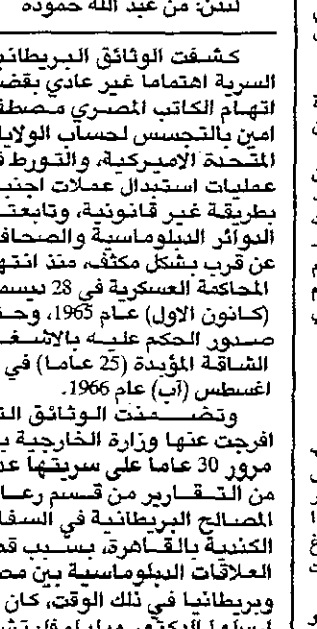 لندن: من عبد الله حموده
كشفت الوثائق البريطانية
السرية اهتماما غير عادي بقضية
اتهام الكاتب المصري مصطفى
امين بالتجسس لحساب الولايات
المتحدة الاميركية، والتورط في
عمليات استبدال عملات اجنبية
بطريقة غير قانونية، وتابعت
الدوائر الدبلوماسية والصحافية
عن قرب بشكل مكثف، منذ انتهاء
المحاكمة العسكرية في 28 ديسمبر
(كانون الاول) عام 1965، وحتى
صدور الحكم عليه بالاشغال
الشاقة المؤبدة (25 عاما) في
اغسطس (آب) عام 1966.
وتضمنت الوثائق التي
افرجت عنها وزارة الخارجية بعد
مرور 30 عاما على سريتها عددا
من التقارير من قسم رعاية
المصالح البريطانية في السفارة
الكندية بالقاهرة، بسبب قطع
العلاقات الدبلوماسية بين مصر
وبريطانيا في ذلك الوقت، كان